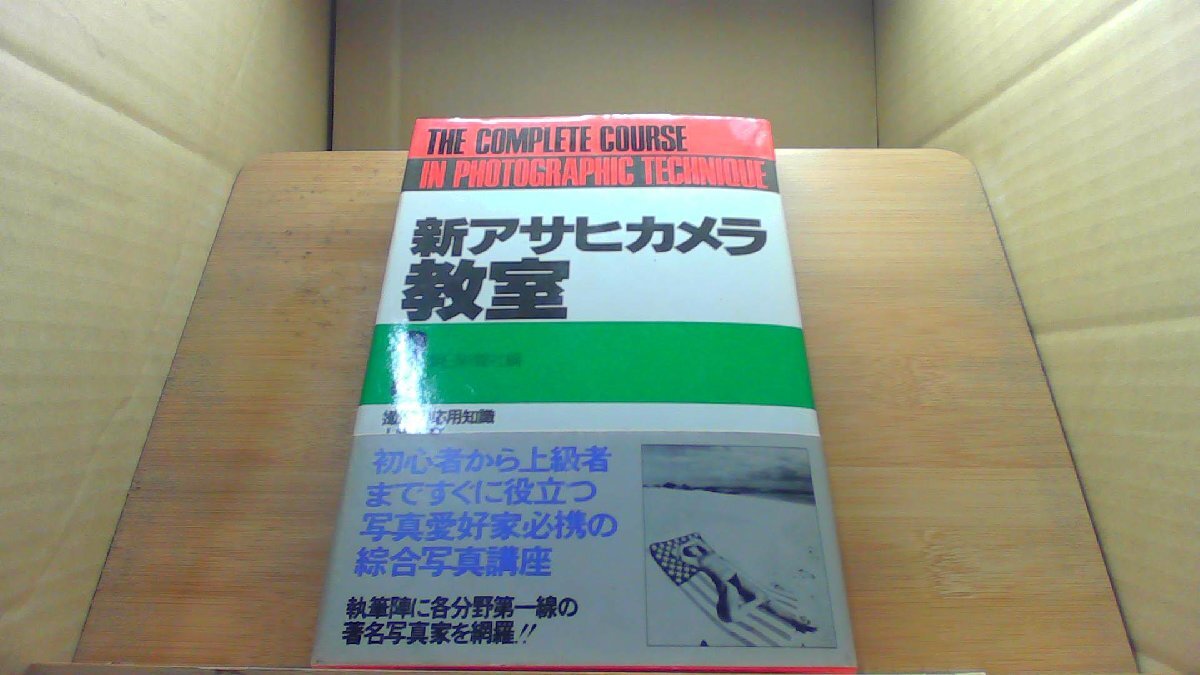 THE COMPLETE COURSE
IN PHOTOGRAPHIC TECHNIQUE
新アサヒカメラ
教室
応用知識
初心者から上級者
まですぐに役立つ
写真愛好家必携の
綜合写真講座
執筆陣に各分野第一線の
著名写真家を網羅!!